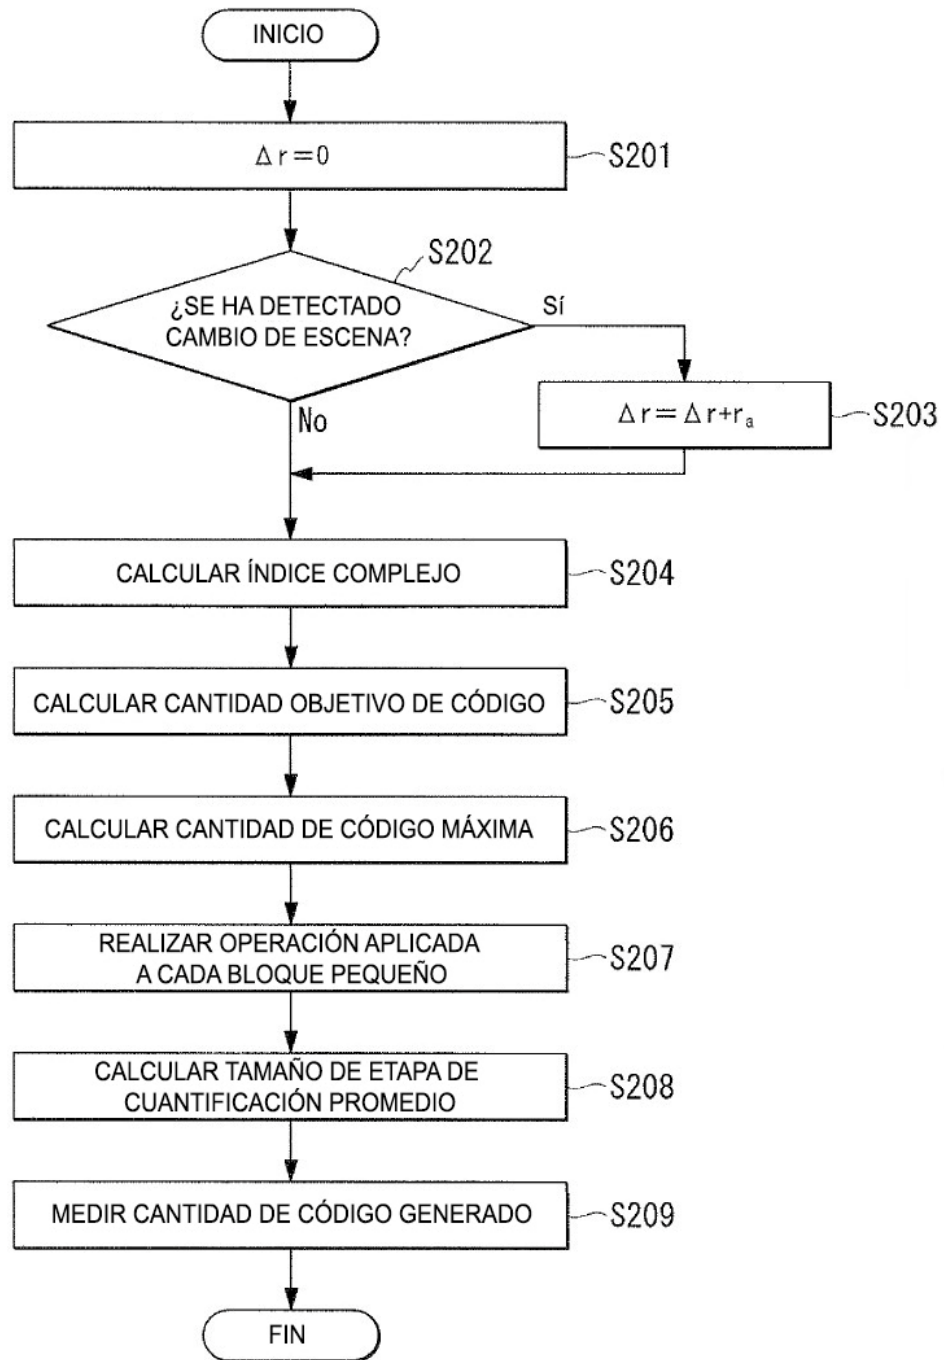 INICIO
Δr=0
S201
S202
¿SE HA DETECTADO
CAMBIO DE ESCENA?
Sí
No
Δr=Δr+rₐ
S203
CALCULAR ÍNDICE COMPLEJO
S204
CALCULAR CANTIDAD OBJETIVO DE CÓDIGO
S205
CALCULAR CANTIDAD DE CÓDIGO MÁXIMA
S206
REALIZAR OPERACIÓN APLICADA
A CADA BLOQUE PEQUEÑO
S207
CALCULAR TAMAÑO DE ETAPA DE
CUANTIFICACIÓN PROMEDIO
S208
MEDIR CANTIDAD DE CÓDIGO GENERADO
S209
FIN